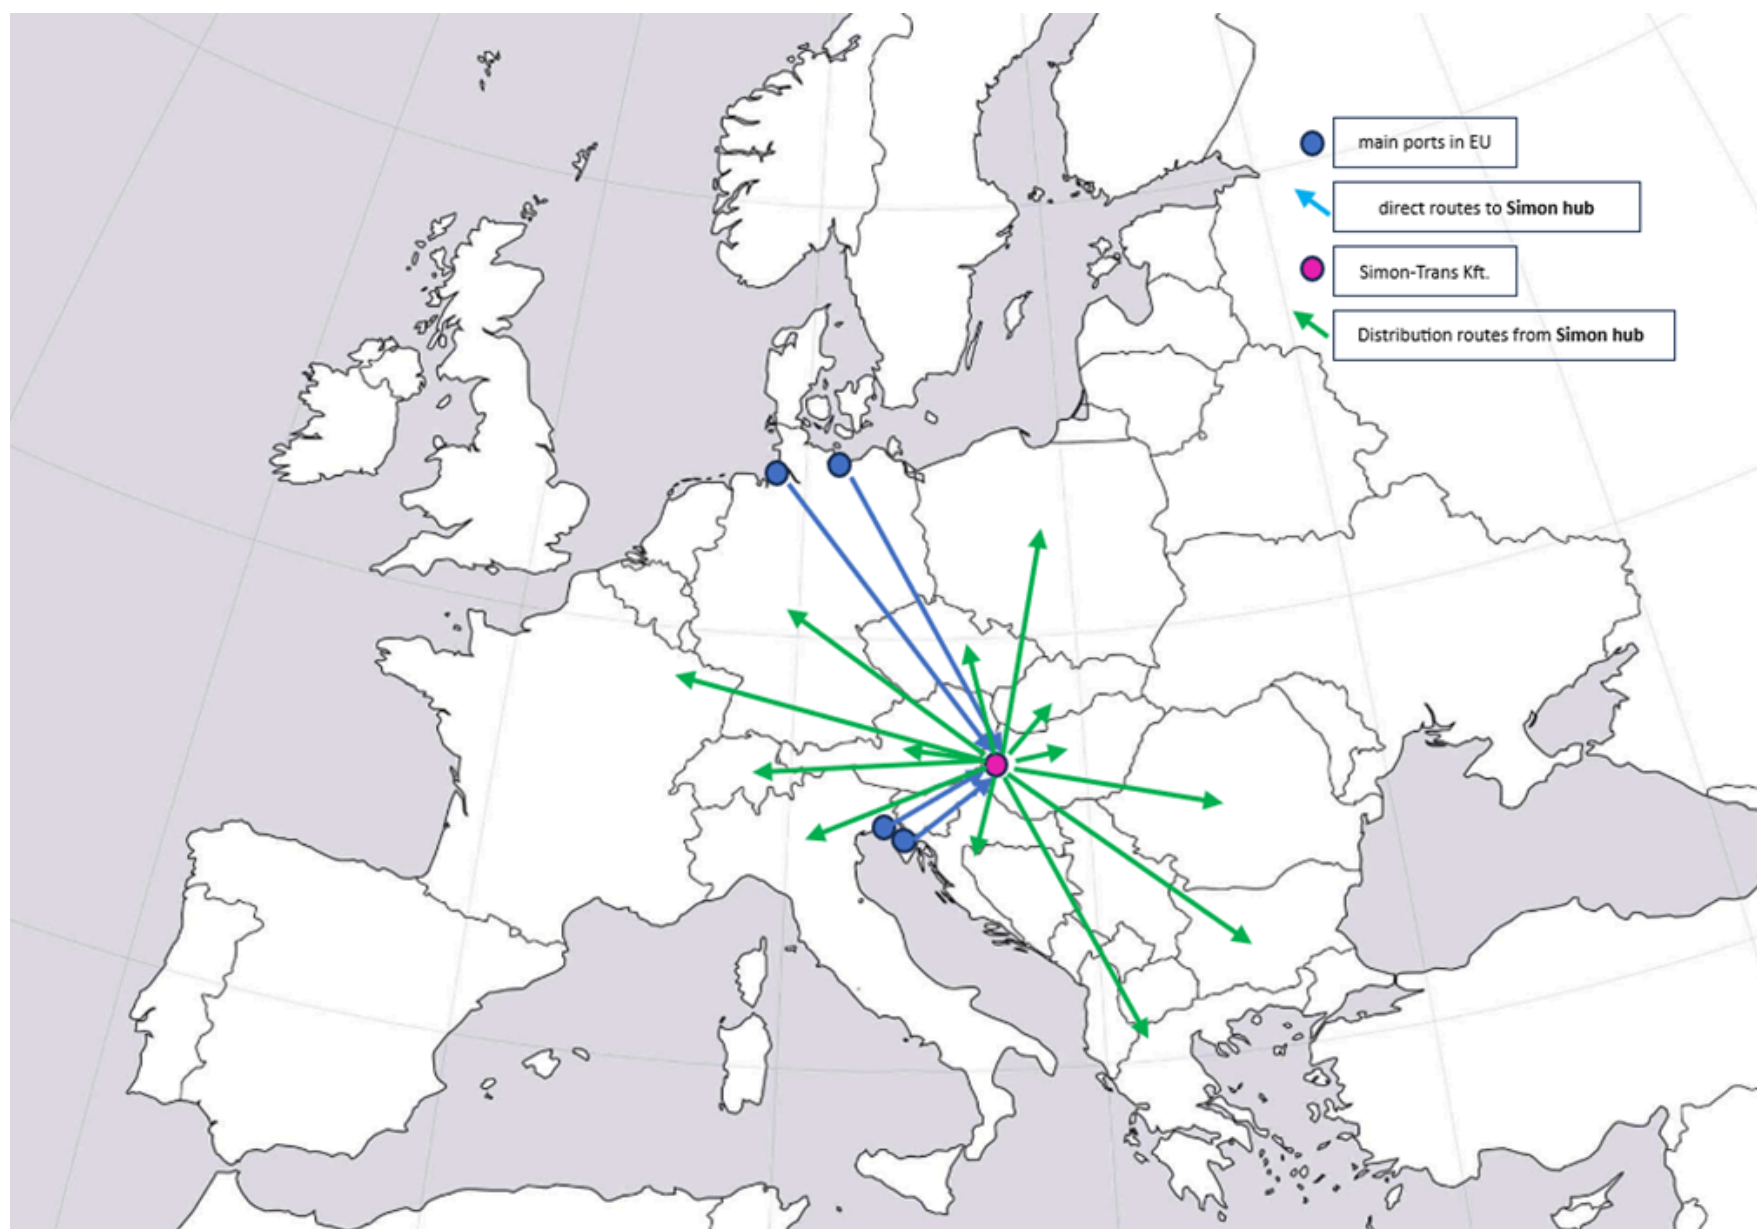 main ports in EU
direct routes to Simon hub
Simon-Trans Kft.
Distribution routes from Simon hub